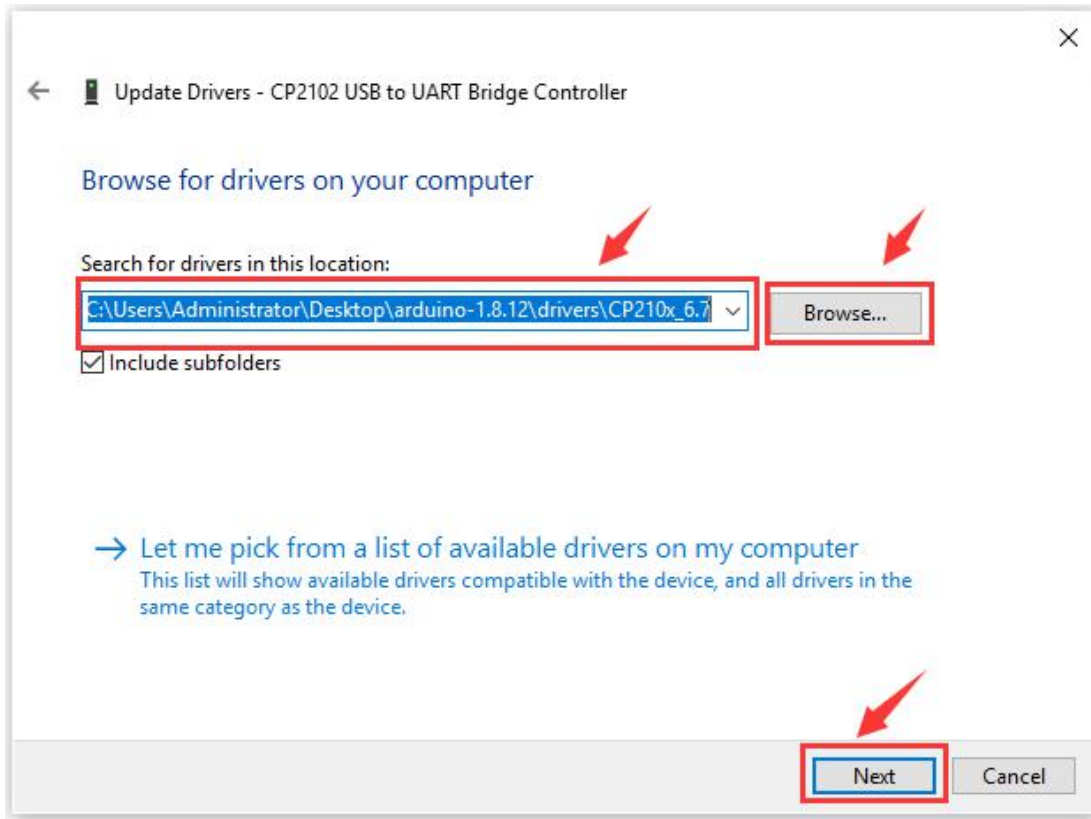 Update Drivers - CP2102 USB to UART Bridge Controller
Browse for drivers on your computer
Search for drivers in this location:
C:\Users\Administrator\Desktop\arduino-1.8.12\drivers\CP210x_6.7
Browse...
Include subfolders
Let me pick from a list of available drivers on my computer
This list will show available drivers compatible with the device, and all drivers in the
same category as the device.
Next
Cancel